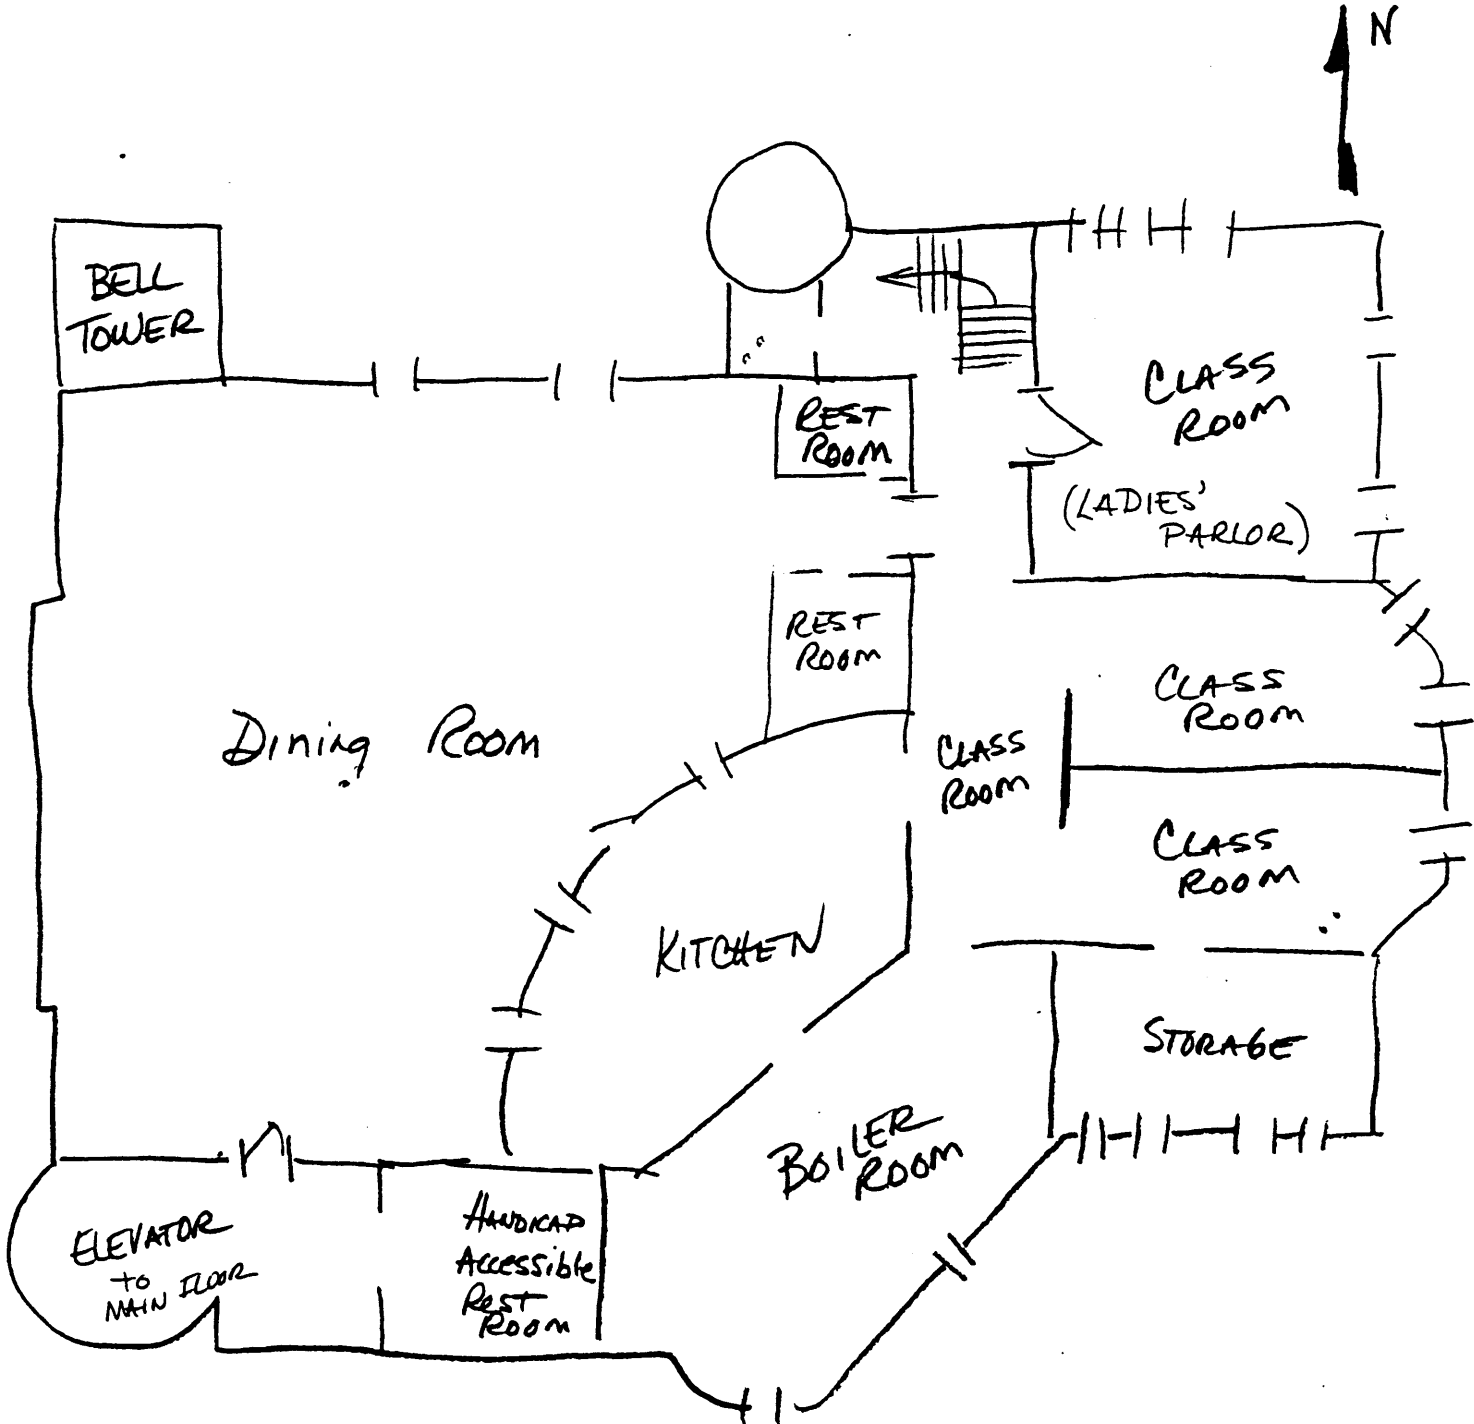 N
BELL
TOWER
CLASS
ROOM
(LADIES'
PARLOR)
REST
ROOM
REST
ROOM
CLASS
ROOM
Dining Room
CLASS
ROOM
CLASS
ROOM
KITCHEN
STORAGE
BOILER
ROOM
ELEVATOR
TO
MAIN FLOOR
HANDICAP
Accessible
REST
ROOM